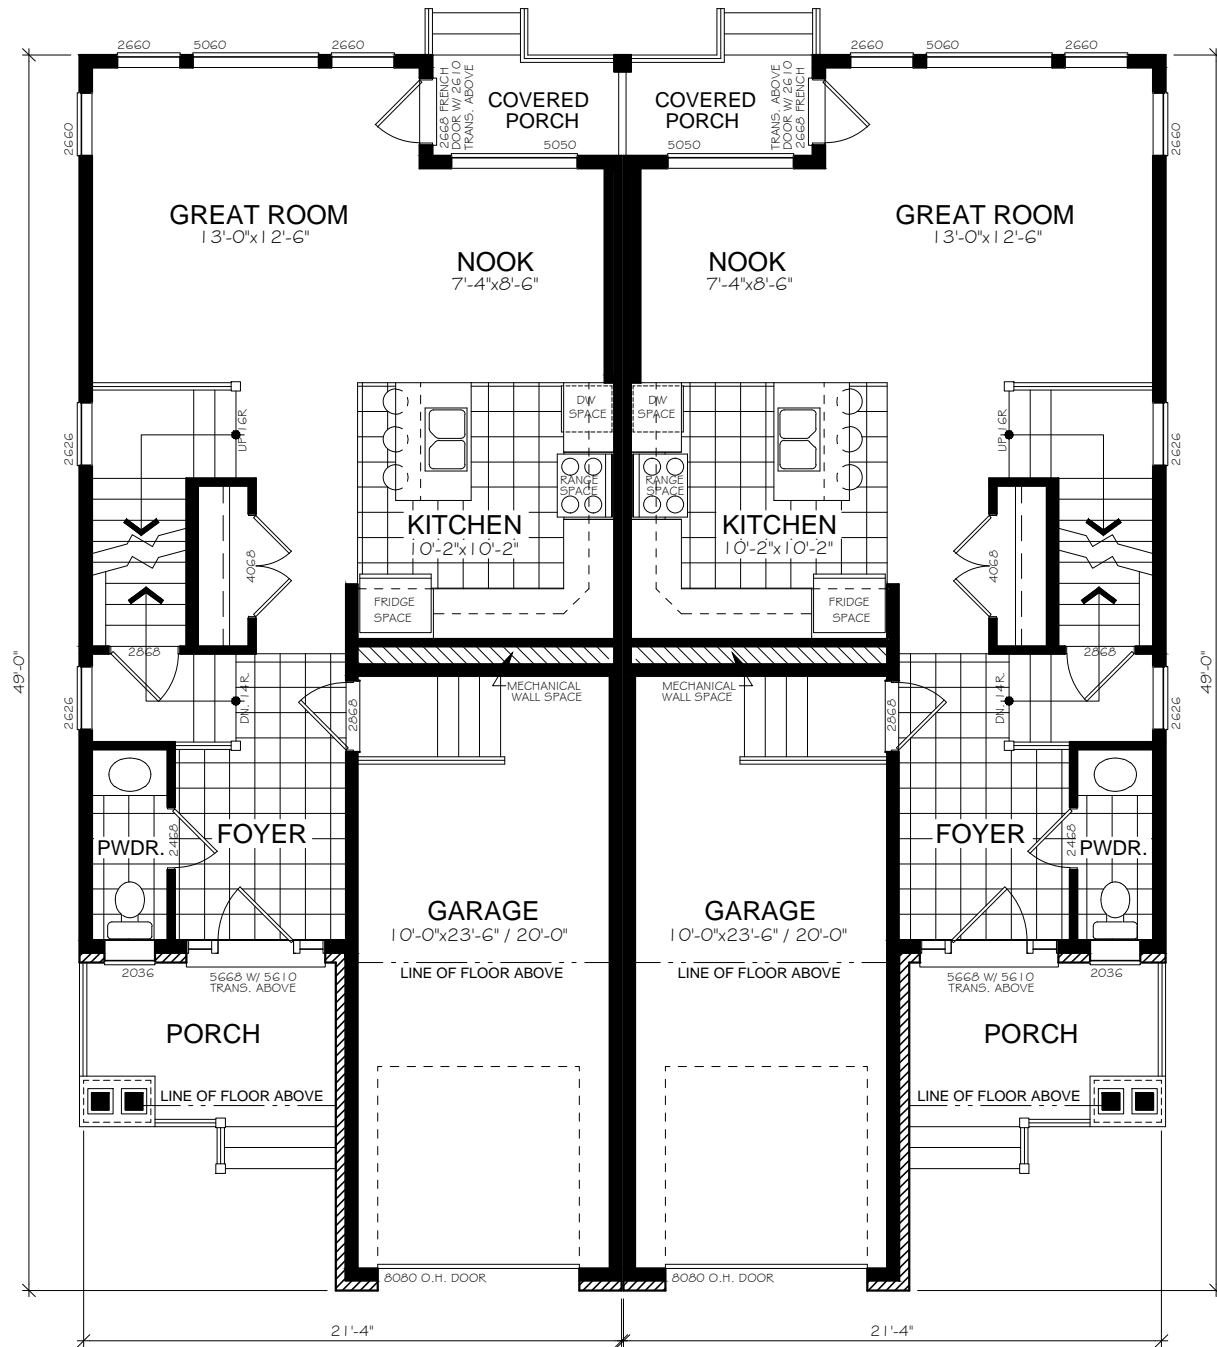 2660 5060 2660 2660 5060 2660
2668 FRENCH
DOOR W/ 2610
TRANS. ABOVE
COVERED
PORCH
COVERED
PORCH
TRANS. ABOVE
DOOR W/ 2610
2668 FRENCH
5050 5050
2660 2660
GREAT ROOM
13'-0"x12'-6"
GREAT ROOM
13'-0"x12'-6"
NOOK
7'-4"x8'-6"
NOOK
7'-4"x8'-6"
DW
SPACE
DW
SPACE
UP 16R UP 16R
2626 2626
RANGE
SPACE
RANGE
SPACE
KITCHEN
10'-2"x10'-2"
KITCHEN
10'-2"x10'-2"
4068 4068
FRIDGE
SPACE
FRIDGE
SPACE
2868 2868
49'-0" 49'-0"
MECHANICAL
WALL SPACE
MECHANICAL
WALL SPACE
DN. 14R DN. 14R
2868 2868
2626 2626
FOYER FOYER
2468 2468
PWDR. PWDR.
GARAGE
10'-0"x23'-6" / 20'-0"
GARAGE
10'-0"x23'-6" / 20'-0"
LINE OF FLOOR ABOVE LINE OF FLOOR ABOVE
2036 2036
5668 W/ 5610
TRANS. ABOVE
5668 W/ 5610
TRANS. ABOVE
PORCH PORCH
LINE OF FLOOR ABOVE LINE OF FLOOR ABOVE
8080 O.H. DOOR 8080 O.H. DOOR
21'-4" 21'-4"